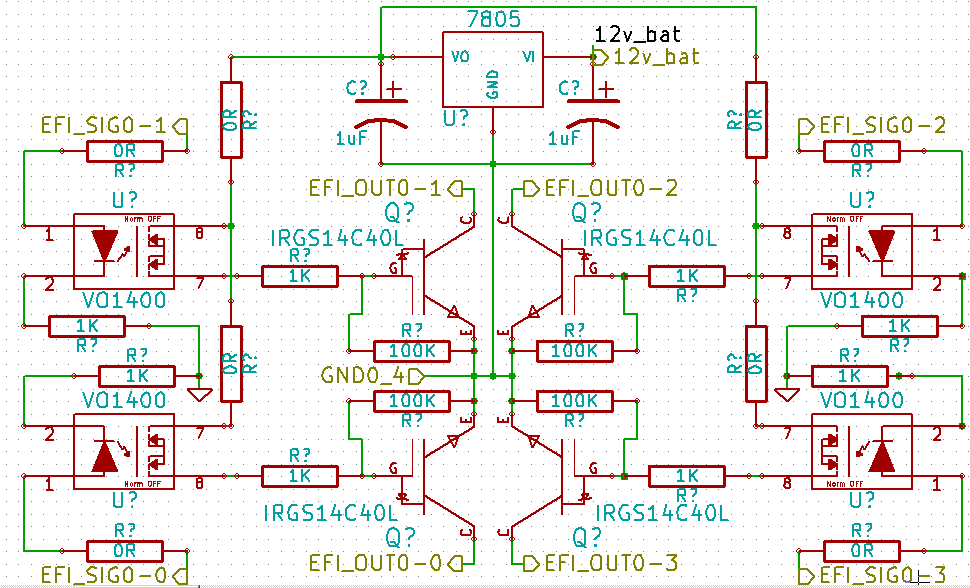 7805
12v_bat
VO VI
12v_bat
GND
C? +
C? +
U?
1uF
1uF
0R
R?
R?
0R
EFI_SIG0-1
0R
R?
EFI_SIG0-2
0R
R?
EFI_OUT0-1
EFI_OUT0-2
U?
Norm OFF
1 8
2 7
VO1400
Q?
C
IRGS14C40L
R?
1K
G
E
Q?
C
IRGS14C40L
G
1K
R?
E
U?
Norm OFF
8 1
7 2
VO1400
1K
R?
R?
100K
R?
100K
1K
R?
R?
1K
0R
R?
GND0_4
R?
0R
R?
1K
VO1400
2 7
1 8
Norm OFF
U?
100K
R?
E
G
R?
1K
IRGS14C40L
Q?
C
100K
R?
E
G
1K
R?
IRGS14C40L
Q?
C
VO1400
7 2
8 1
Norm OFF
U?
R?
0R
EFI_SIG0-0
EFI_OUT0-0
EFI_OUT0-3
R?
0R
EFI_SIG0-3